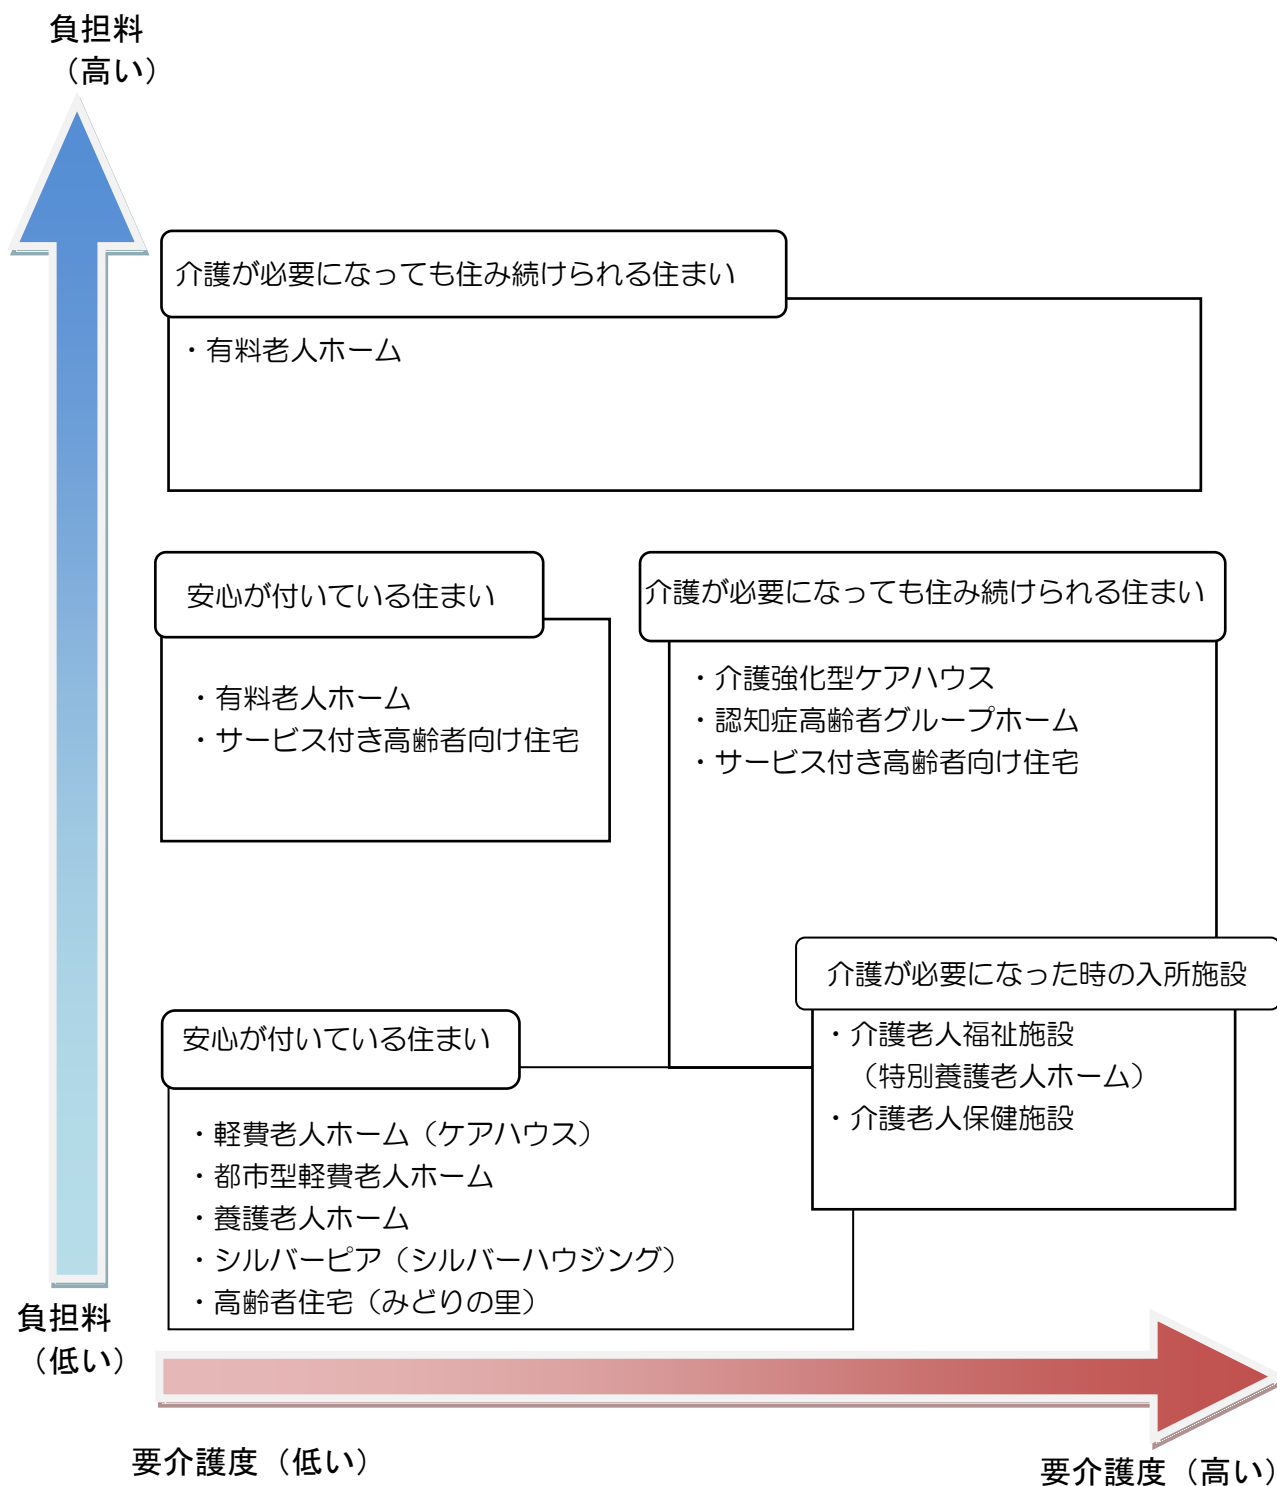 負担料
（高い）
介護が必要になっても住み続けられる住まい
・有料老人ホーム
安心が付いている住まい
・有料老人ホーム
・サービス付き高齢者向け住宅
介護が必要になっても住み続けられる住まい
・介護強化型ケアハウス
・認知症高齢者グループホーム
・サービス付き高齢者向け住宅
介護が必要になった時の入所施設
・介護老人福祉施設
（特別養護老人ホーム）
・介護老人保健施設
安心が付いている住まい
・軽費老人ホーム（ケアハウス）
・都市型軽費老人ホーム
・養護老人ホーム
・シルバーピア（シルバーハウジング）
・高齢者住宅（みどりの里）
負担料
（低い）
要介護度（低い）
要介護度（高い）